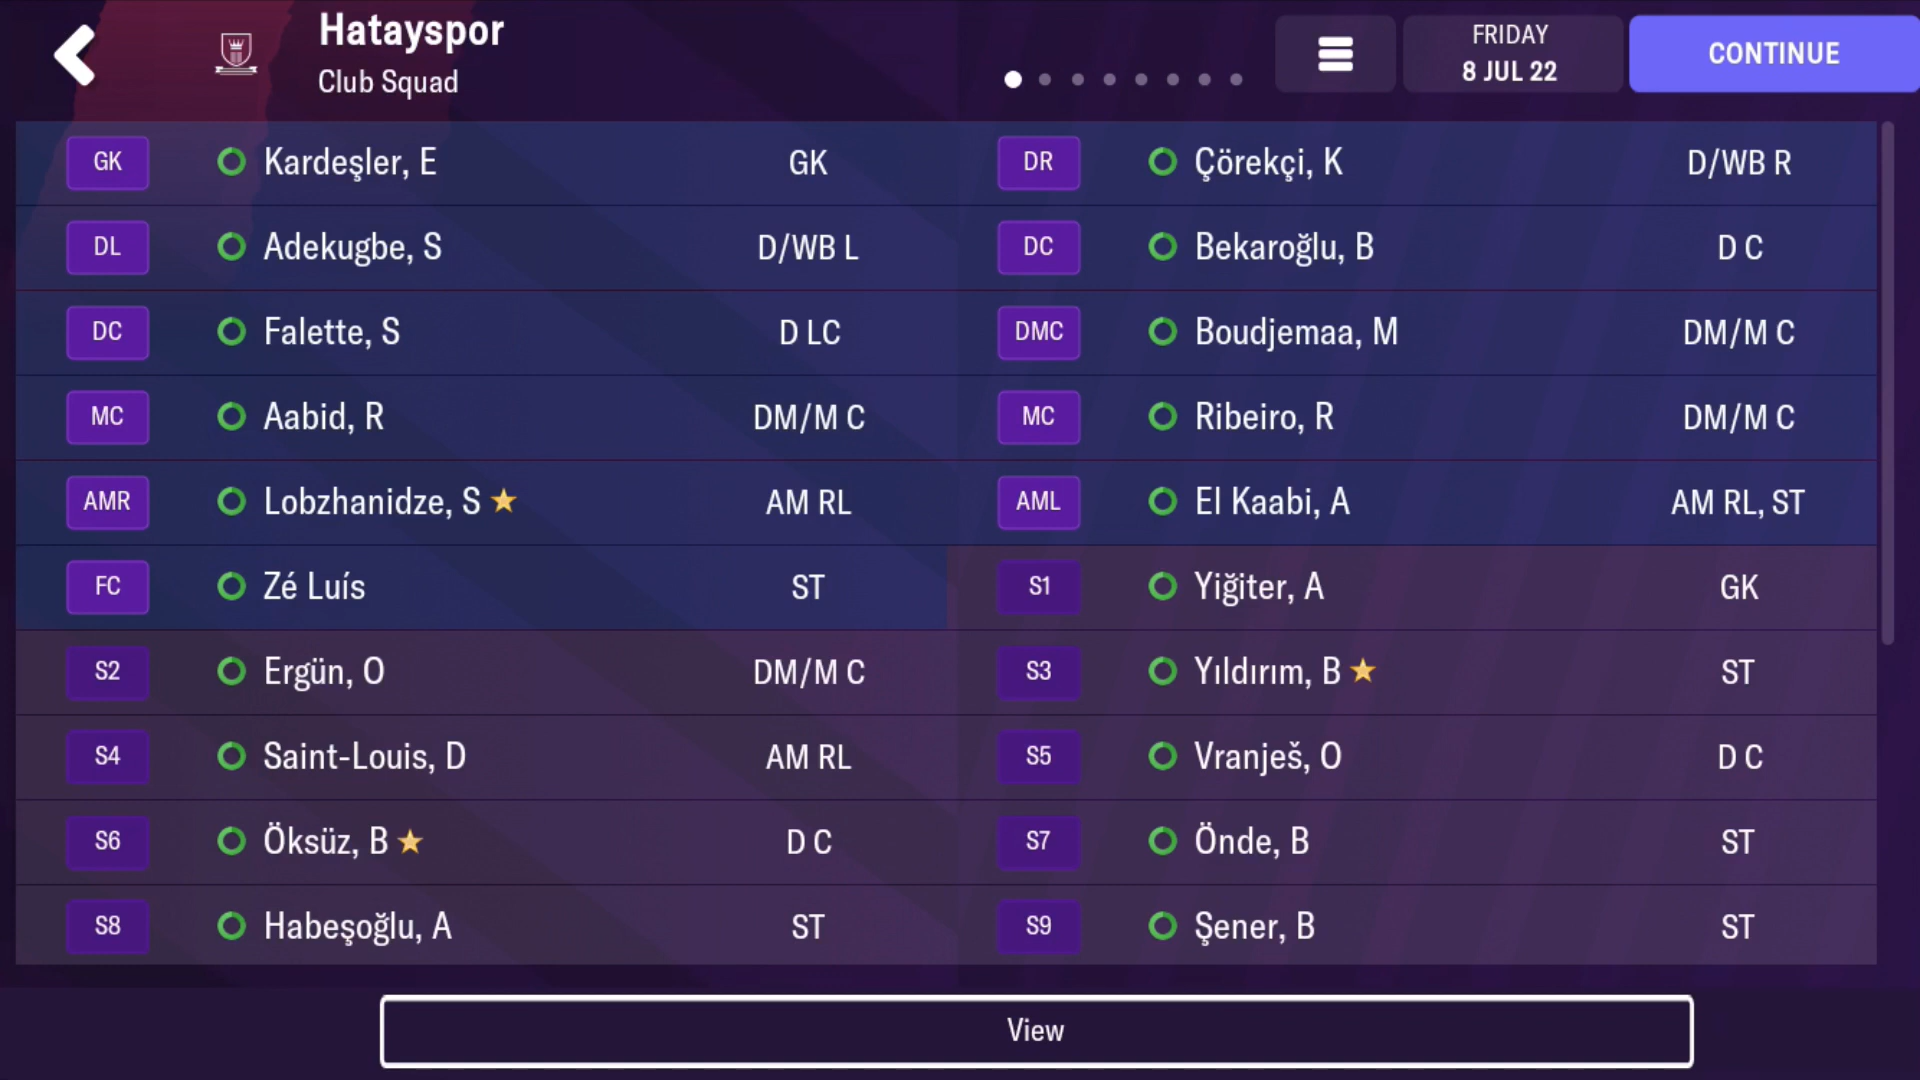 Hatayspor
Club Squad
FRIDAY
8 JUL 22
CONTINUE
GK Kardeşler, E GK
DR Çörekçi, K D/WB R
DL Adekugbe, S D/WB L
DC Bekaroğlu, B D C
DC Falette, S D LC
DMC Boudjemaa, M DM/M C
MC Aabid, R DM/M C
MC Ribeiro, R DM/M C
AMR Lobzhanidze, S AM RL
AML El Kaabi, A AM RL, ST
FC Zé Luís ST
S1 Yiğiter, A GK
S2 Ergün, O DM/M C
S3 Yıldırım, B ST
S4 Saint-Louis, D AM RL
S5 Vranješ, O D C
S6 Öksüz, B D C
S7 Önde, B ST
S8 Habeşoğlu, A ST
S9 Şener, B ST
View